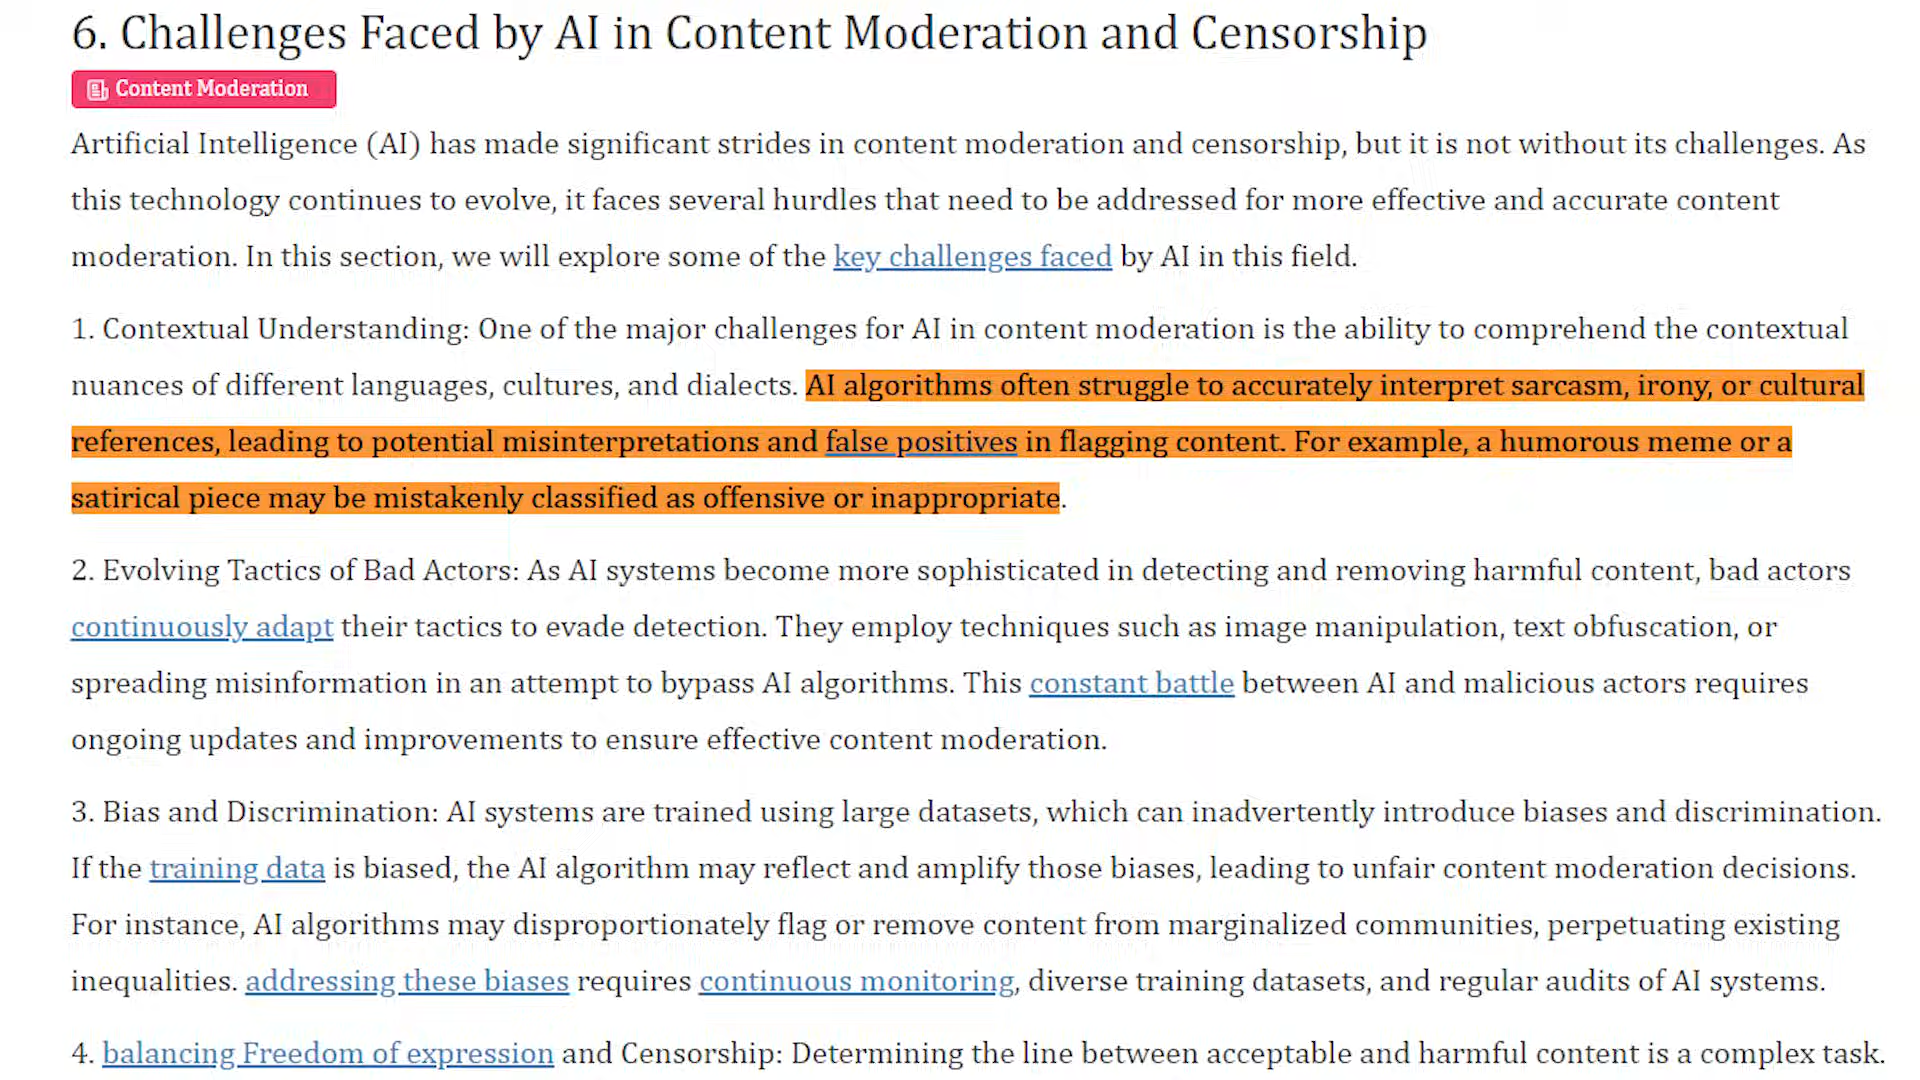 6. Challenges Faced by AI in Content Moderation and Censorship
Content Moderation
Artificial Intelligence (AI) has made significant strides in content moderation and censorship, but it is not without its challenges. As
this technology continues to evolve, it faces several hurdles that need to be addressed for more effective and accurate content
moderation. In this section, we will explore some of the key challenges faced by AI in this field.
1. Contextual Understanding: One of the major challenges for AI in content moderation is the ability to comprehend the contextual
nuances of different languages, cultures, and dialects. AI algorithms often struggle to accurately interpret sarcasm, irony, or cultural
references, leading to potential misinterpretations and false positives in flagging content. For example, a humorous meme or a
satirical piece may be mistakenly classified as offensive or inappropriate.
2. Evolving Tactics of Bad Actors: As AI systems become more sophisticated in detecting and removing harmful content, bad actors
continuously adapt their tactics to evade detection. They employ techniques such as image manipulation, text obfuscation, or
spreading misinformation in an attempt to bypass AI algorithms. This constant battle between AI and malicious actors requires
ongoing updates and improvements to ensure effective content moderation.
3. Bias and Discrimination: AI systems are trained using large datasets, which can inadvertently introduce biases and discrimination.
If the training data is biased, the AI algorithm may reflect and amplify those biases, leading to unfair content moderation decisions.
For instance, AI algorithms may disproportionately flag or remove content from marginalized communities, perpetuating existing
inequalities. addressing these biases requires continuous monitoring, diverse training datasets, and regular audits of AI systems.
4. balancing Freedom of expression and Censorship: Determining the line between acceptable and harmful content is a complex task.